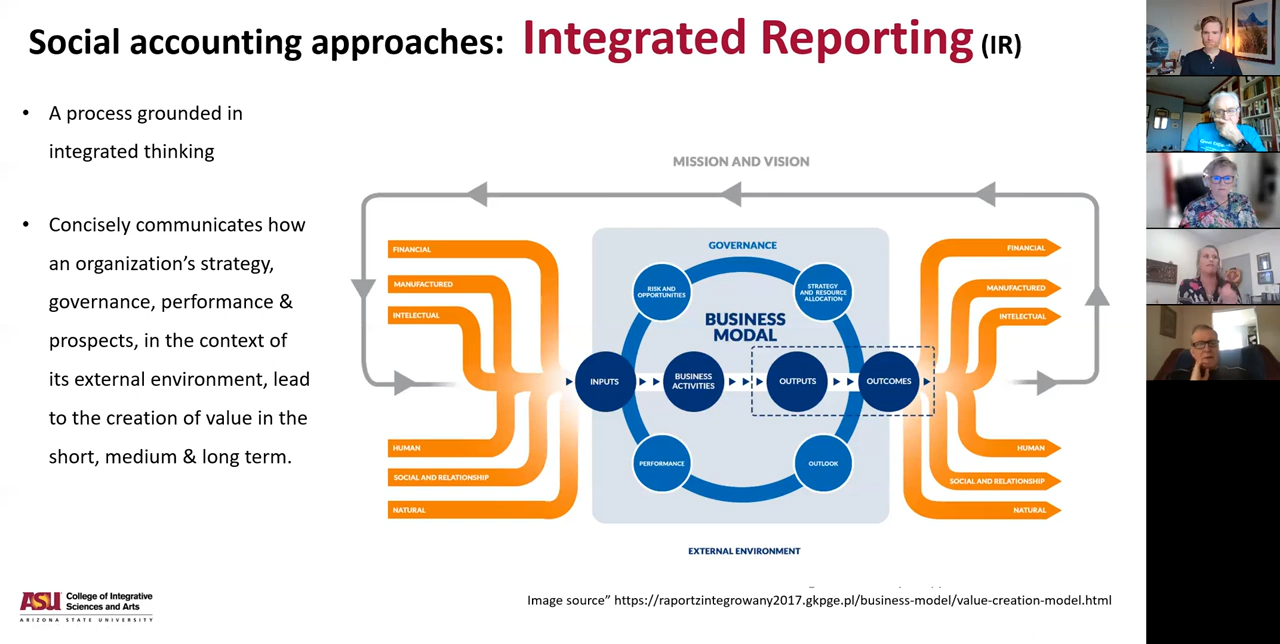 Social accounting approaches: Integrated Reporting (IR)
• A process grounded in
integrated thinking
• Concisely communicates how
an organization's strategy,
governance, performance &
prospects, in the context of
its external environment, lead
to the creation of value in the
short, medium & long term.
MISSION AND VISION
FINANCIAL
MANUFACTURED
INTELECTUAL
HUMAN
SOCIAL AND RELATIONSHIP
NATURAL
GOVERNANCE
RISK AND
OPPORTUNITIES
STRATEGY
AND RESOURCE
ALLOCATION
BUSINESS
MODAL
INPUTS
BUSINESS
ACTIVITIES
OUTPUTS
OUTCOMES
PERFORMANCE
OUTLOOK
FINANCIAL
MANUFACTURED
INTELECTUAL
HUMAN
SOCIAL AND RELATIONSHIP
NATURAL
EXTERNAL ENVIRONMENT
ASU College of Integrative
Sciences and Arts
ARIZONA STATE UNIVERSITY
Image source" https://raportzintegrowany2017.gkpge.pl/business-model/value-creation-model.html